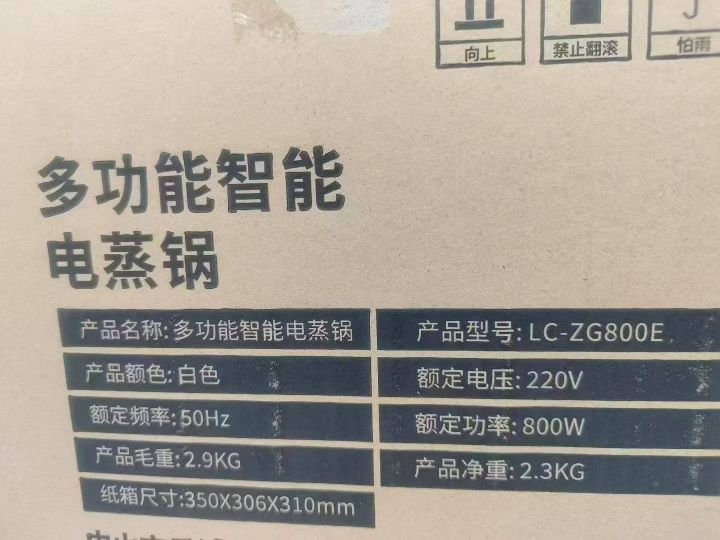 向上 禁止翻滚 怕雨
多功能智能
电蒸锅
产品名称:多功能智能电蒸锅 产品型号: LC-ZG800E
产品额色:白色 额定电压: 220V
额定频率:50Hz 额定功率: 800W
产品毛重:2.9KG 产品净重: 2.3KG
纸箱尺寸:350X306X310mm